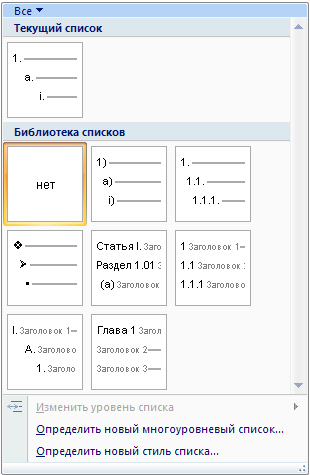 Все
Текущий список
1.
a.
i.
Библиотека списков
нет
1)
a)
i)
1.
1.1.
1.1.1.
Статья I. Заго
Раздел 1.01 З
(a) Заголовок
1 Заголовок 1
1.1 Заголовок
1.1.1 Заголов
I. Заголовок 1
A. Заголово
1. Заголо
Глава 1 Загол
Заголовок 2
Заголовок 3
Изменить уровень списка
Определить новый многоуровневый список...
Определить новый стиль списка...